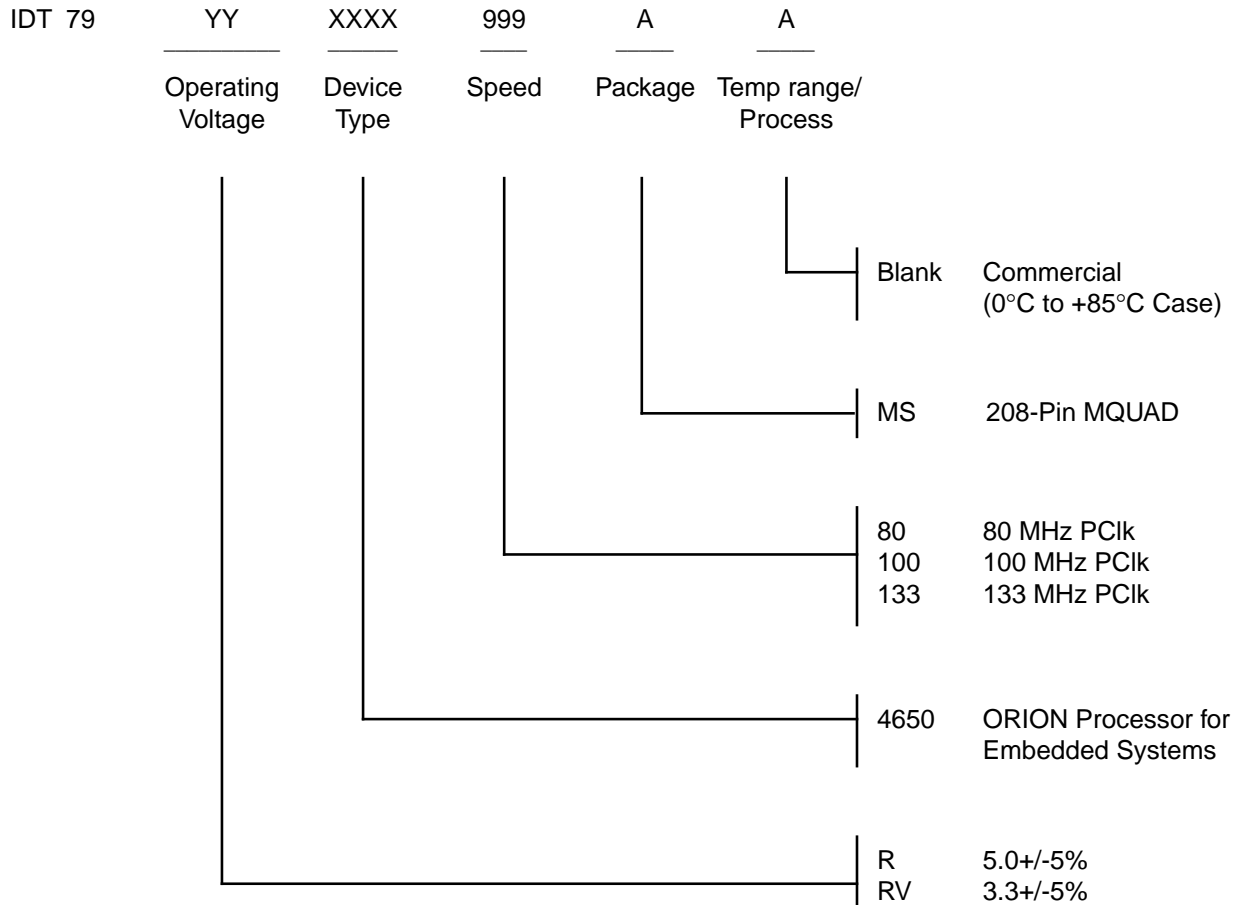 IDT 79 YY XXXX 999 A A
Operating Device Speed Package Temp range/
Voltage Type Process
Blank Commercial
(0°C to +85°C Case)
MS 208-Pin MQUAD
80 80 MHz PClk
100 100 MHz PClk
133 133 MHz PClk
4650 ORION Processor for
Embedded Systems
R 5.0+/-5%
RV 3.3+/-5%